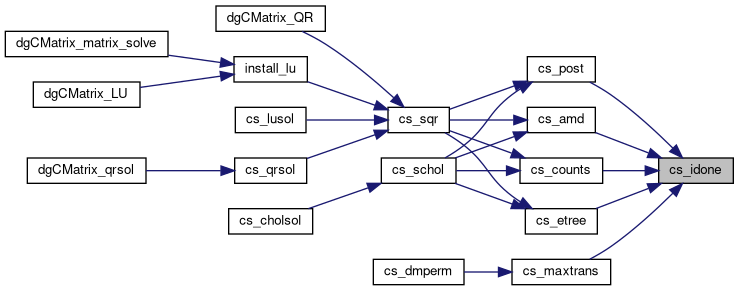 dgCMatrix_QR
dgCMatrix_matrix_solve
install_lu
cs_post
dgCMatrix_LU
cs_lusol
cs_sqr
cs_amd
dgCMatrix_qrsol
cs_qrsol
cs_schol
cs_counts
cs_idone
cs_cholsol
cs_etree
cs_dmperm
cs_maxtrans